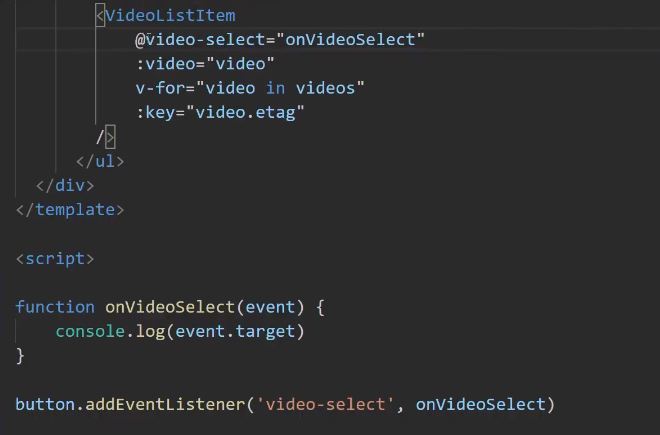 <VideoListItem
@video-select="onVideoSelect"
:video="video"
v-for="video in videos"
:key="video.etag"
/>
</ul>
</div>
</template>
<script>
function onVideoSelect(event) {
console.log(event.target)
}
button.addEventListener('video-select', onVideoSelect)